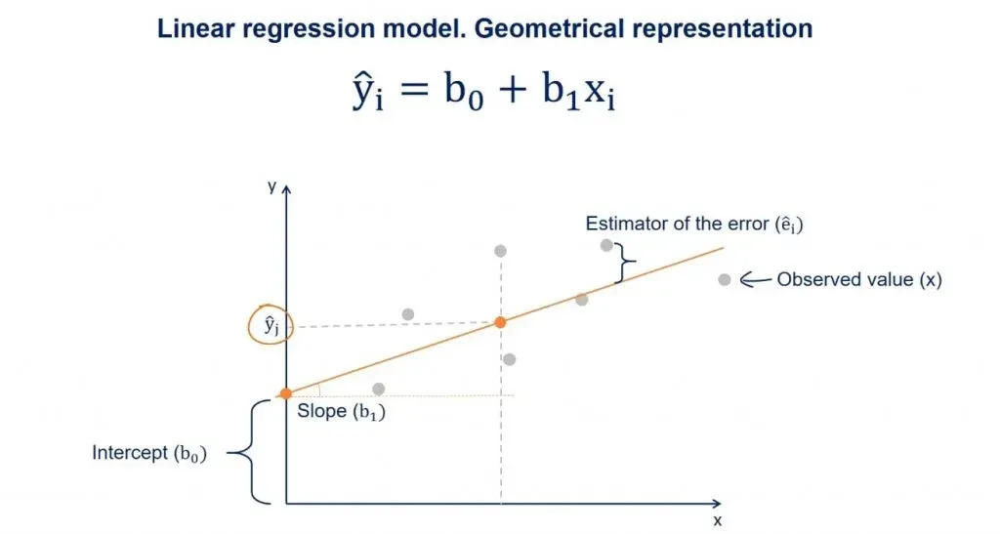 Linear regression model. Geometrical representation
ŷᵢ = b₀ + b₁xᵢ
y
Estimator of the error (êᵢ)
Observed value (x)
ŷⱼ
Slope (b₁)
Intercept (b₀)
x